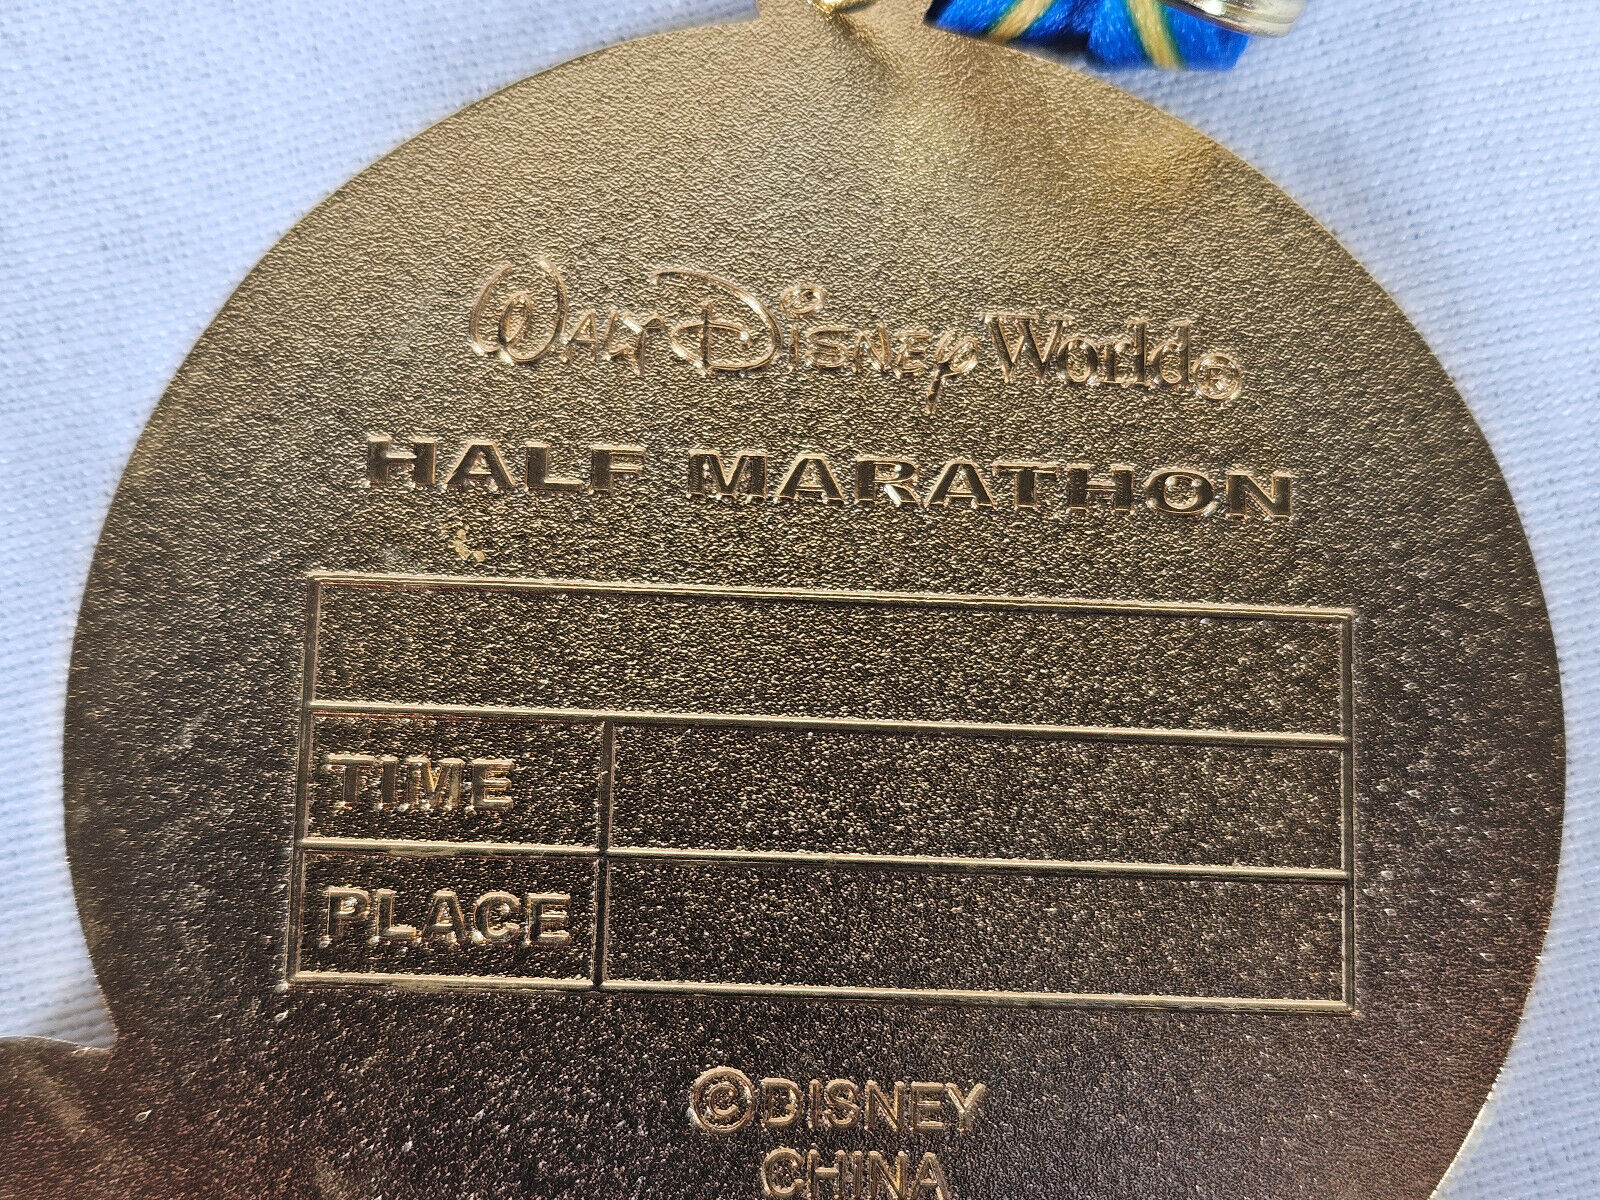 Walt Disney World®
HALF MARATHON
TIME
PLACE
©DISNEY
CHINA